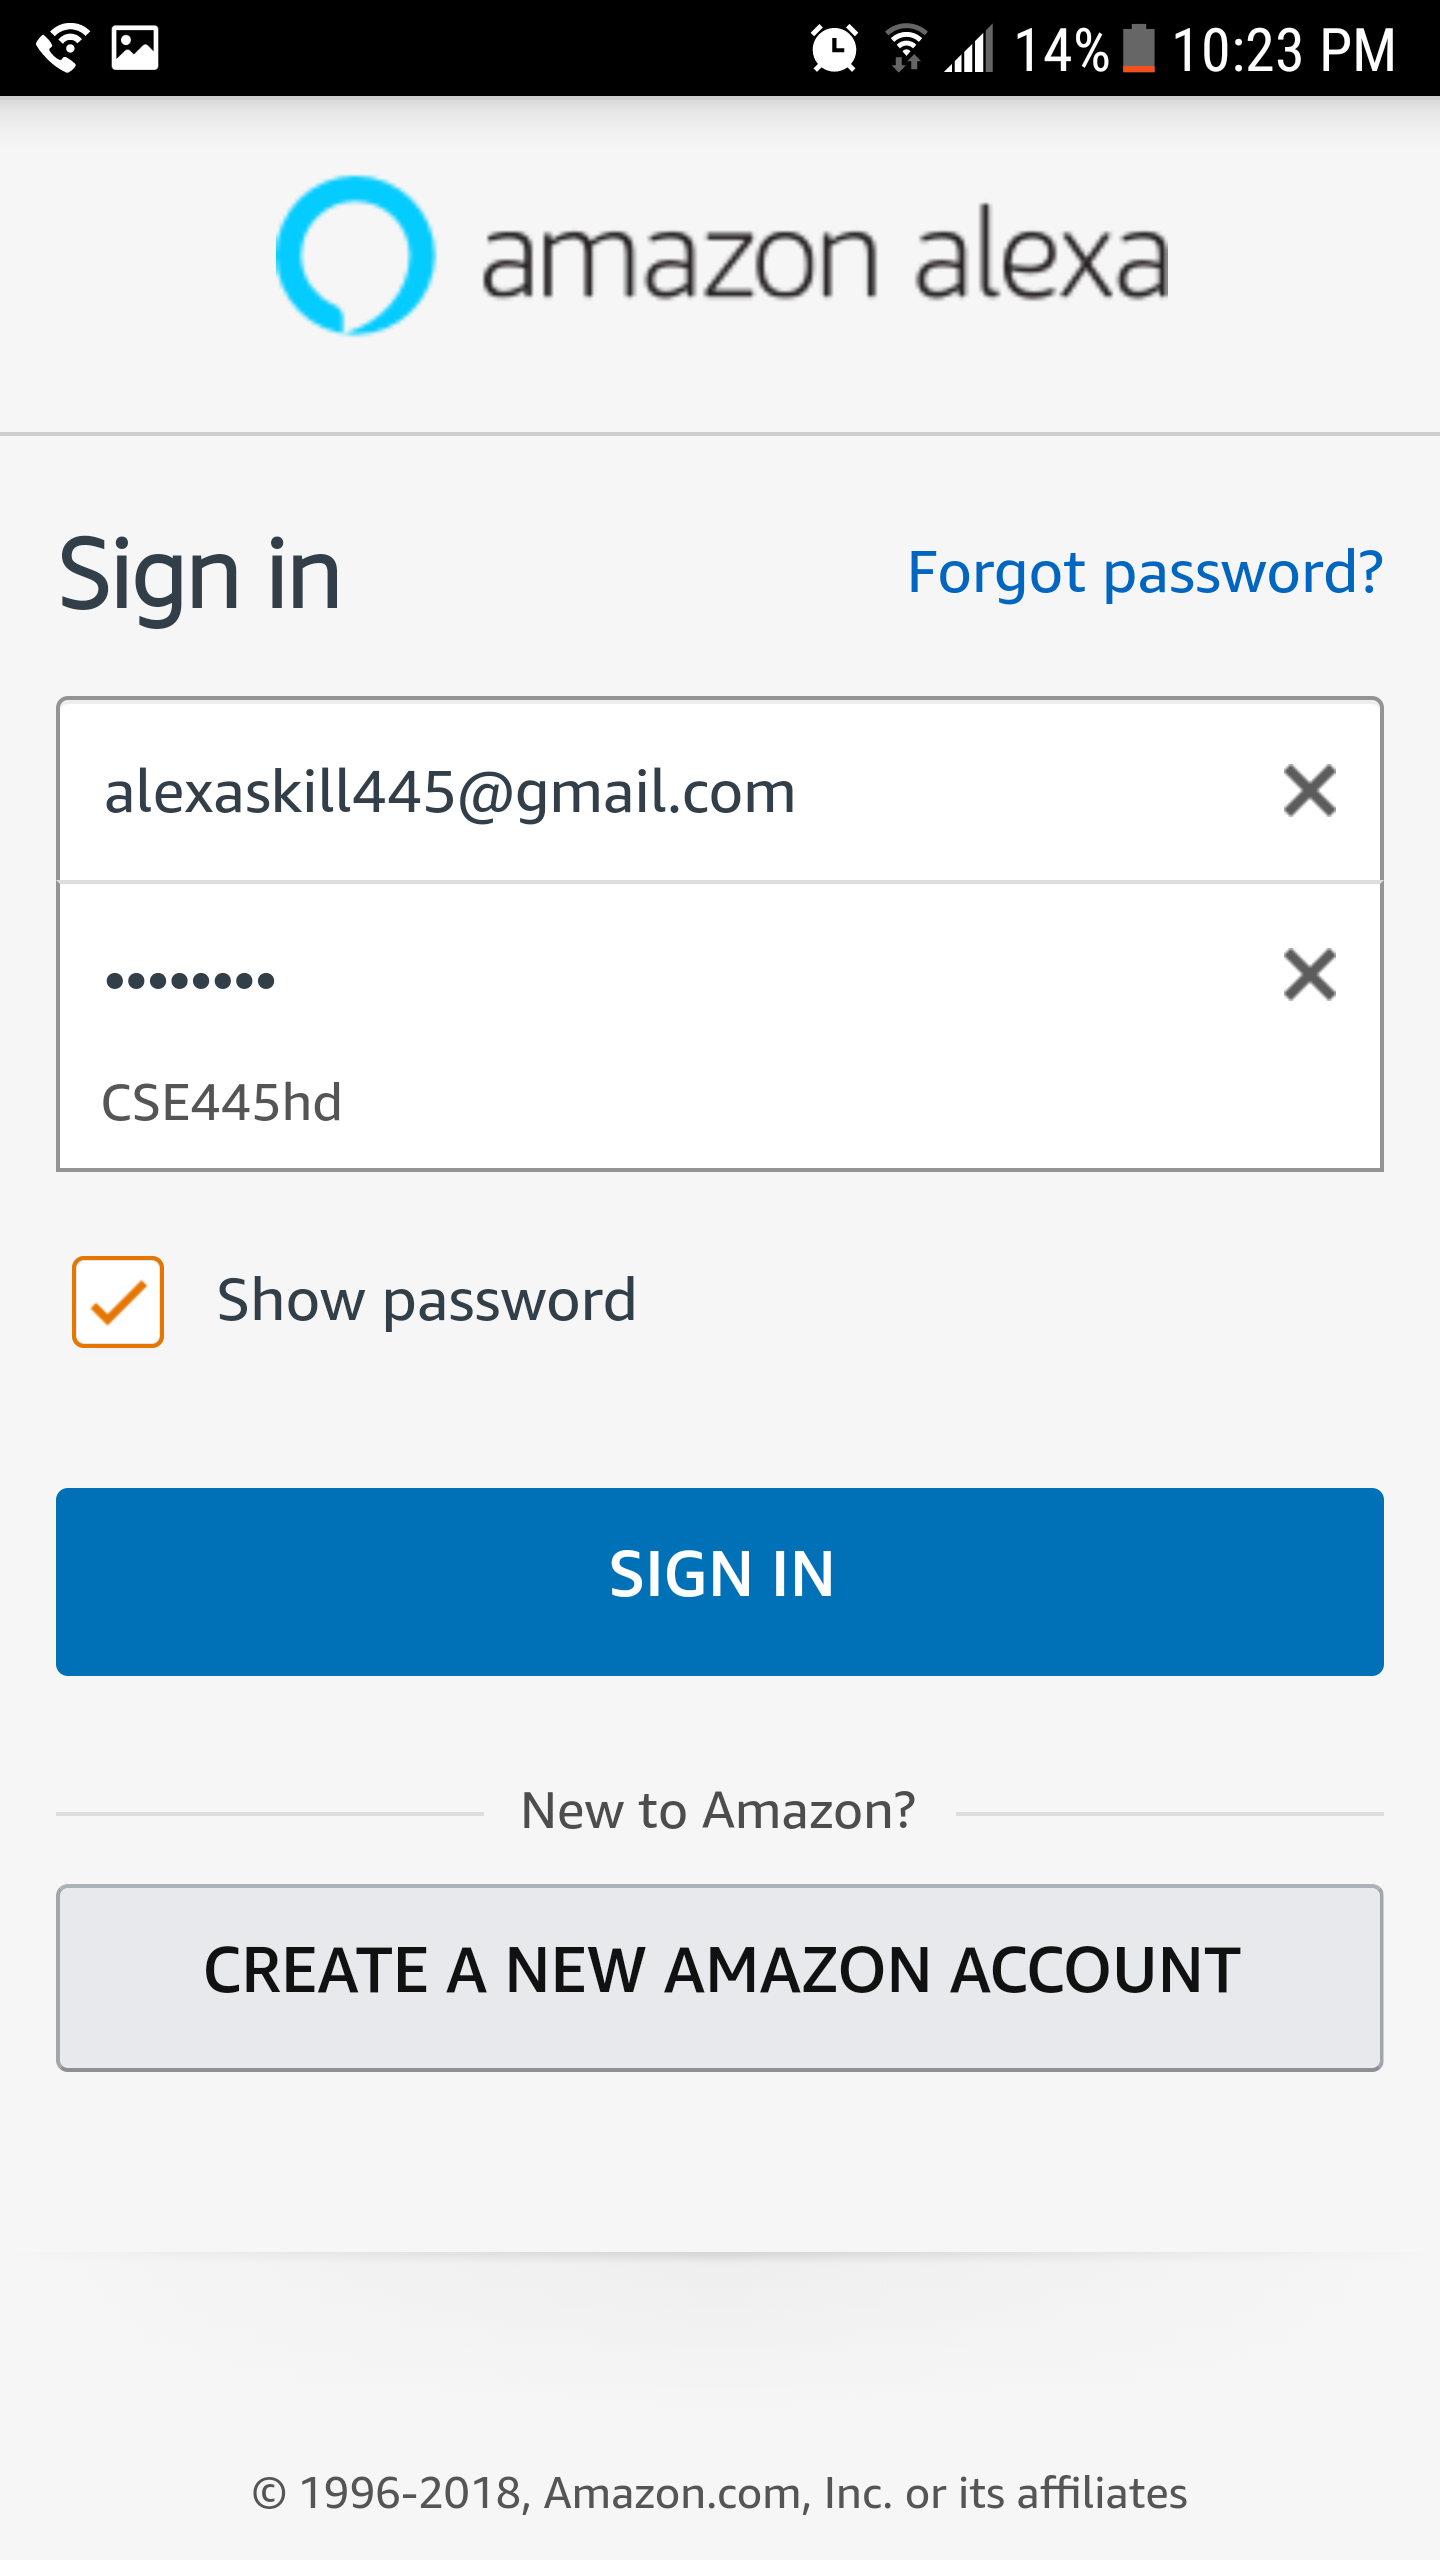 14% 10:23 PM
amazon alexa
Sign in
Forgot password?
alexaskill445@gmail.com
••••••••
CSE445hd
Show password
SIGN IN
New to Amazon?
CREATE A NEW AMAZON ACCOUNT
© 1996-2018, Amazon.com, Inc. or its affiliates